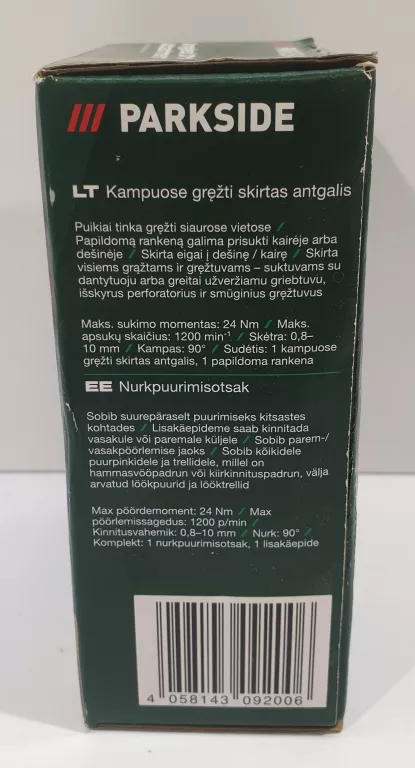 /// PARKSIDE
LT Kampuose gręžti skirtas antgalis
Puikiai tinka gręžti siaurose vietose /
Papildomą rankeną galima prisukti kairėje arba
dešinėje / Skirta eigai į dešinę / kairę / Skirta
visiems grąžtams ir gręžtuvams – suktuvams su
dantytuoju arba greitai užveržiamu griebtuvu,
išskyrus perforatorius ir smūginius gręžtuvus
Maks. sukimo momentas: 24 Nm / Maks.
apsukų skaičius: 1200 min⁻¹ / Skėtra: 0,8–
10 mm / Kampas: 90° / Sudėtis: 1 kampuose
gręžti skirtas antgalis, 1 papildoma rankena
EE Nurkpuurimisotsak
Sobib suurepäraselt puurimiseks kitsastes
kohtades / Lisakäepideme saab kinnitada
vasakule või paremale küljele / Sobib parem-/
vasakpöörlemise jaoks / Sobib kõikidele
puurpinkidele ja trellidele, millel on
hammasvööpadrun või kiirkinnituspadrun, välja
arvatud löökpuurid ja lööktrellid
Max pöördemoment: 24 Nm / Max
pöörlemissagedus: 1200 p/min /
Kinnitusvahemik: 0,8–10 mm / Nurk: 90° /
Komplekt: 1 nurkpuurimisotsak, 1 lisakäepide
4 058143 092006